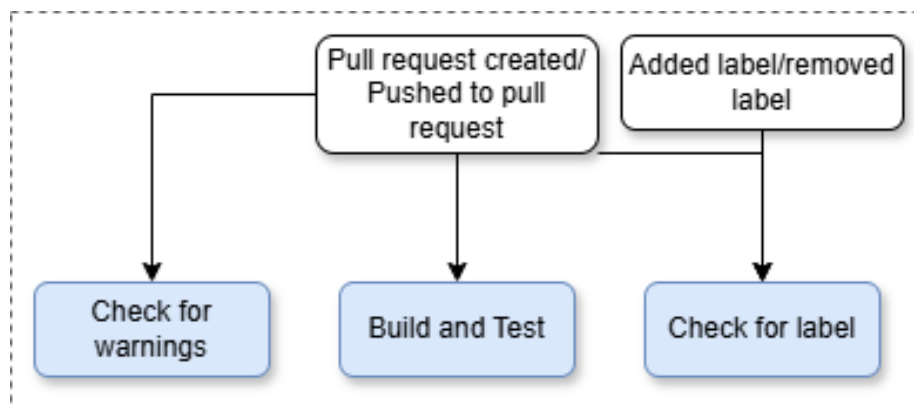 Pull request created/
Pushed to pull
request
Added label/removed
label
Check for
warnings
Build and Test
Check for label